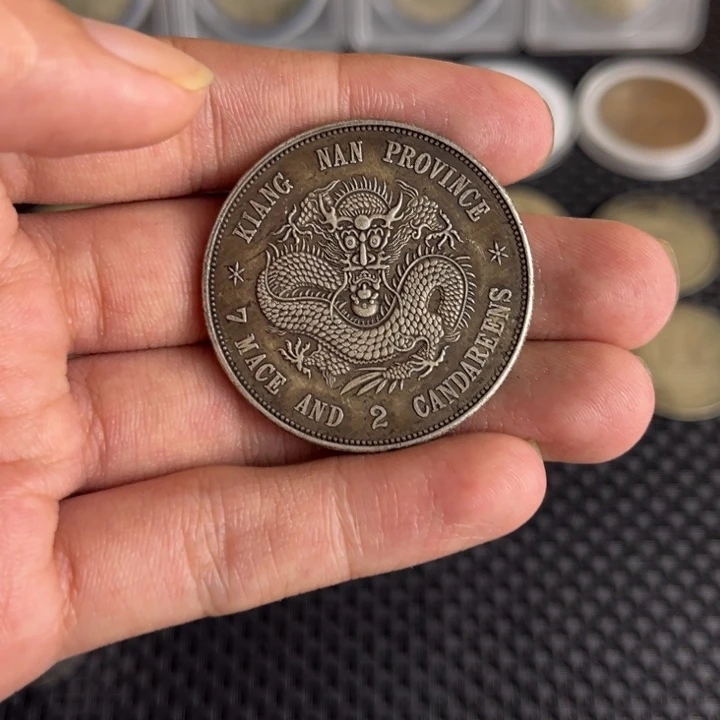 KIANG NAN PROVINCE
* 7 MACE AND 2 CANDAREENS *